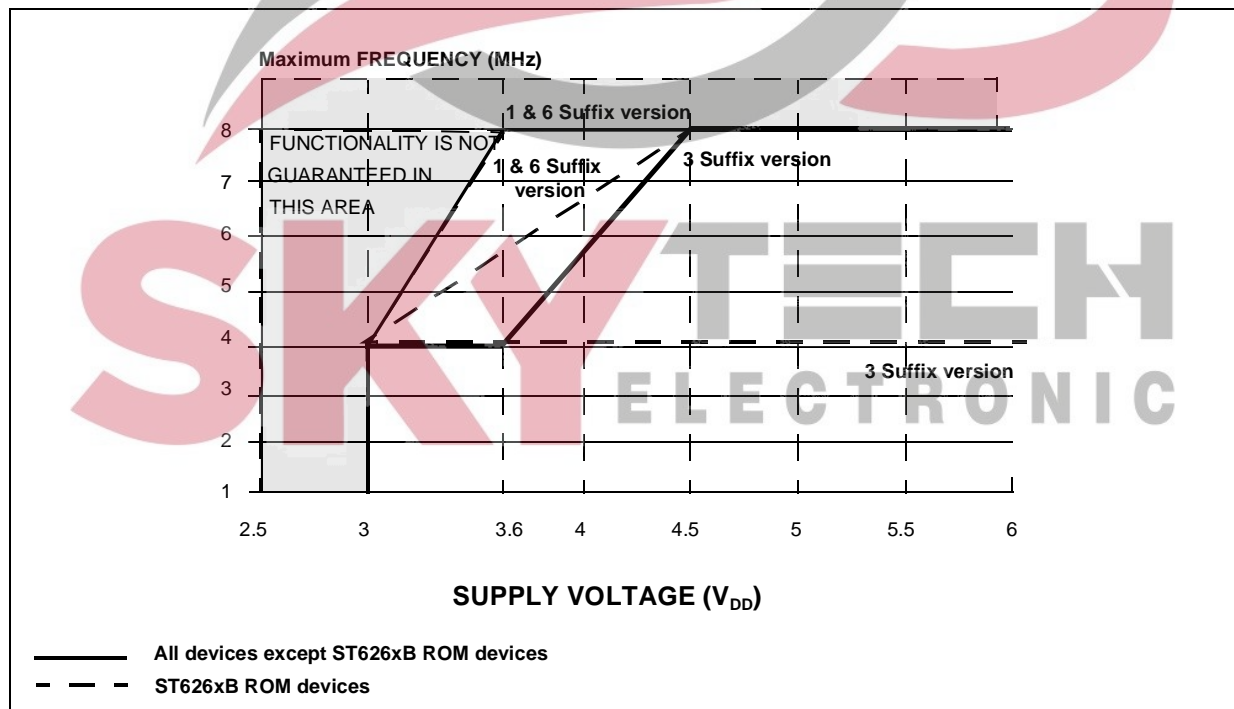 Maximum FREQUENCY (MHz)
1 & 6 Suffix version
8
FUNCTIONALITY IS NOT
GUARANTEED IN
THIS AREA
1 & 6 Suffix
version
3 Suffix version
7
6
5
4
3 Suffix version
3
2
1
2.5 3 3.6 4 4.5 5 5.5 6
SUPPLY VOLTAGE (VDD)
All devices except ST626xB ROM devices
ST626xB ROM devices
SKYTECH
ELECTRONIC